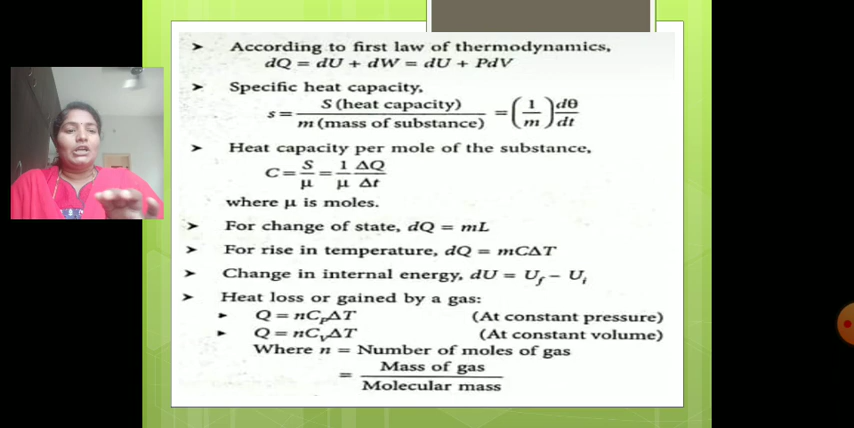 ➤ According to first law of thermodynamics,
dQ = dU + dW = dU + PdV
➤ Specific heat capacity,
s = S (heat capacity) / m (mass of substance) = (1/m) dθ/dt
➤ Heat capacity per mole of the substance,
C = S/μ = 1/μ ΔQ/Δt
where μ is moles.
➤ For change of state, dQ = mL
➤ For rise in temperature, dQ = mCΔT
➤ Change in internal energy, dU = U_f − U_i
➤ Heat loss or gained by a gas:
► Q = nC_pΔT (At constant pressure)
► Q = nC_vΔT (At constant volume)
Where n = Number of moles of gas
= Mass of gas / Molecular mass